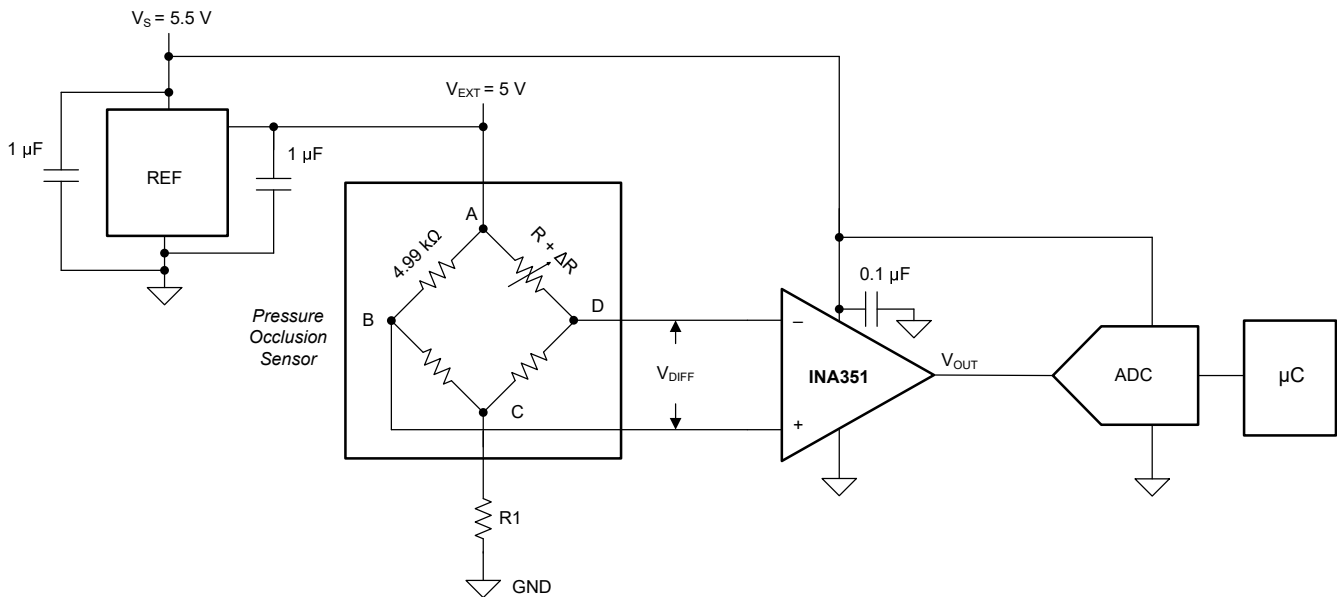 V_S = 5.5 V
V_EXT = 5 V
1 µF
REF
1 µF
A
4.99 kΩ
R + ΔR
B
D
C
Pressure
Occlusion
Sensor
R1
GND
V_DIFF
0.1 µF
–
+
INA351
V_OUT
ADC
µC